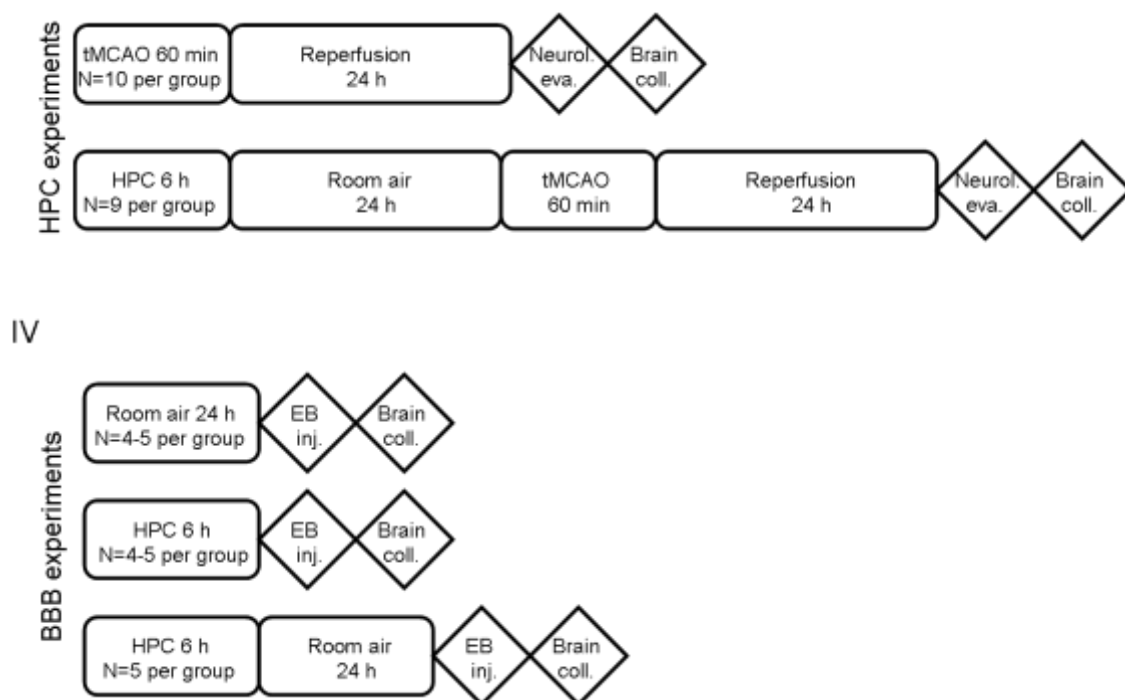 HPC experiments
tMCAO 60 min
N=10 per group
Reperfusion
24 h
Neurol.
eva.
Brain
coll.
HPC 6 h
N=9 per group
Room air
24 h
tMCAO
60 min
Reperfusion
24 h
Neurol.
eva.
Brain
coll.
IV
BBB experiments
Room air 24 h
N=4-5 per group
EB
inj.
Brain
coll.
HPC 6 h
N=4-5 per group
EB
inj.
Brain
coll.
HPC 6 h
N=5 per group
Room air
24 h
EB
inj.
Brain
coll.